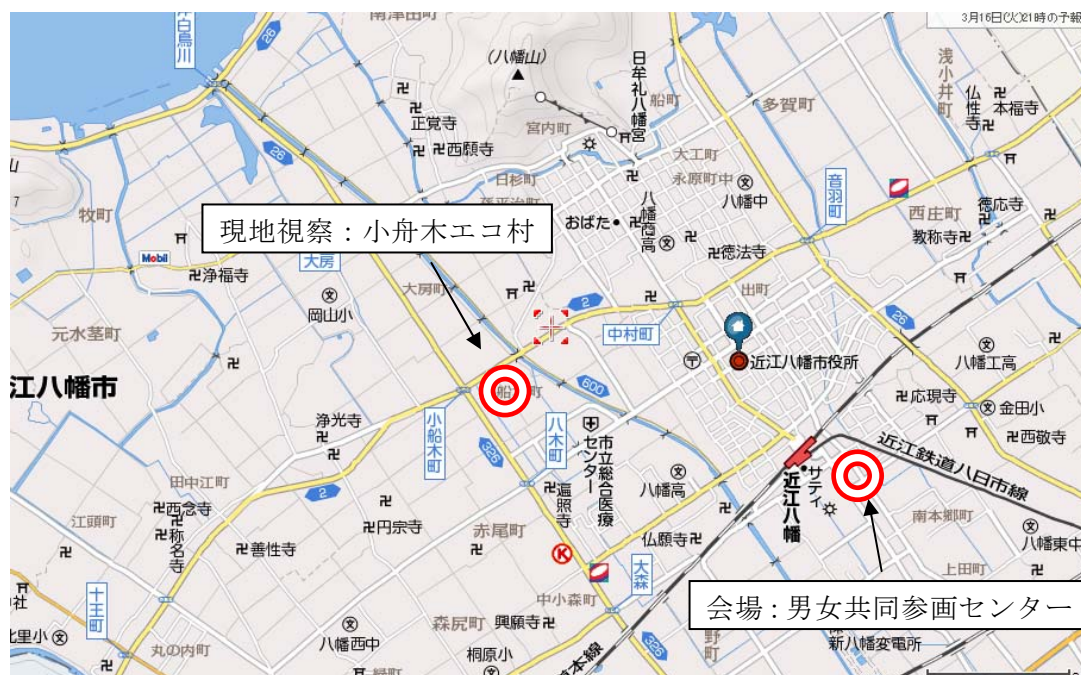 南津田町
3月16日(火)21時の予報
白鳥川
26
(八幡山)
日牟礼八幡宮
船町
多賀町
浅小井町
仏性寺
本福寺
正覚寺
宮内町
西願寺
大工町
永原町中
八幡中
音羽町
26
日杉町
牧町
おばた
八幡商高
西庄町
徳応寺
教称寺
現地視察：小舟木エコ村
徳法寺
Mobil
浄福寺
大房
大房町
岡山小
2
出町
中村町
26
元水茎町
近江八幡市役所
八幡工高
江八幡市
600
応現寺
金田小
浄光寺
小船木町
八木町
市立総合医療センター
西敬寺
近江鉄道八日市線
326
近江八幡
サティ
田中江町
2
八幡高
江頭町
西念寺
称名寺
円宗寺
遍照寺
赤尾町
南本郷町
八幡東中
善性寺
仏願寺
K
大森
上田町
十王町
中小森町
会場：男女共同参画センター
森尻町
興願寺
八幡西中
326
丸の内町
桐原小
新八幡変電所